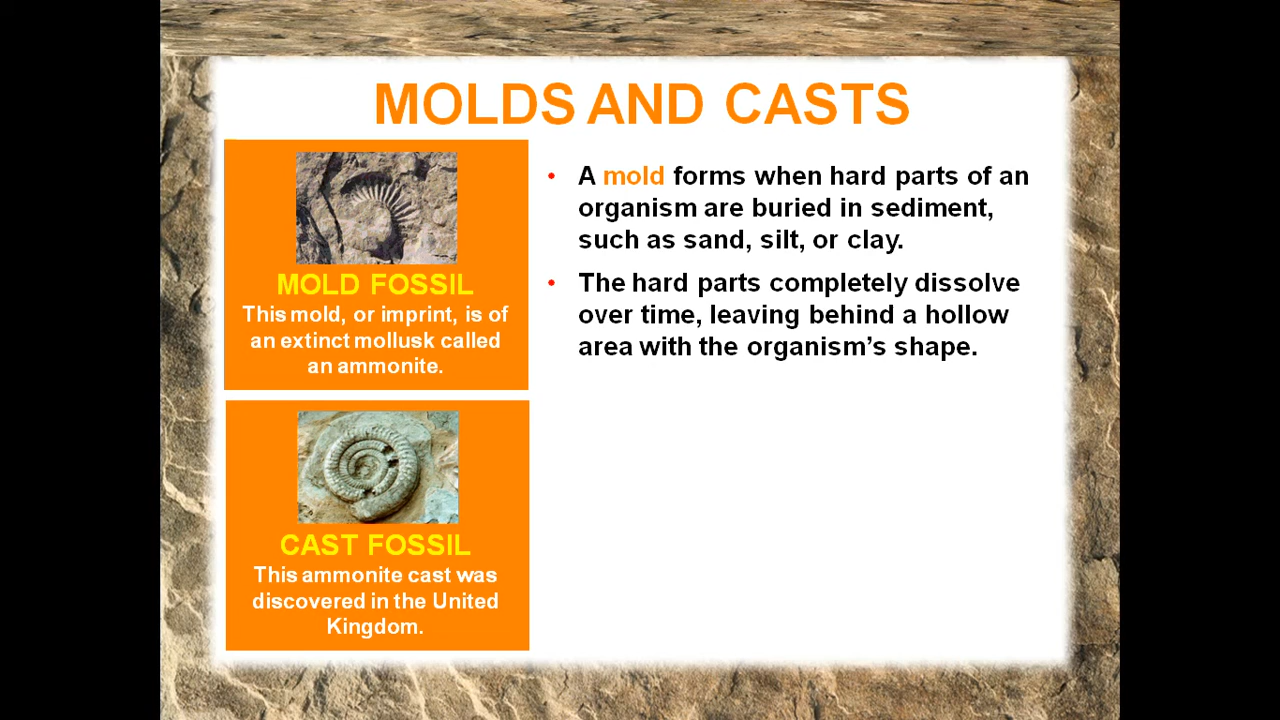 MOLDS AND CASTS
MOLD FOSSIL
This mold, or imprint, is of
an extinct mollusk called
an ammonite.
CAST FOSSIL
This ammonite cast was
discovered in the United
Kingdom.
• A mold forms when hard parts of an
organism are buried in sediment,
such as sand, silt, or clay.
• The hard parts completely dissolve
over time, leaving behind a hollow
area with the organism’s shape.